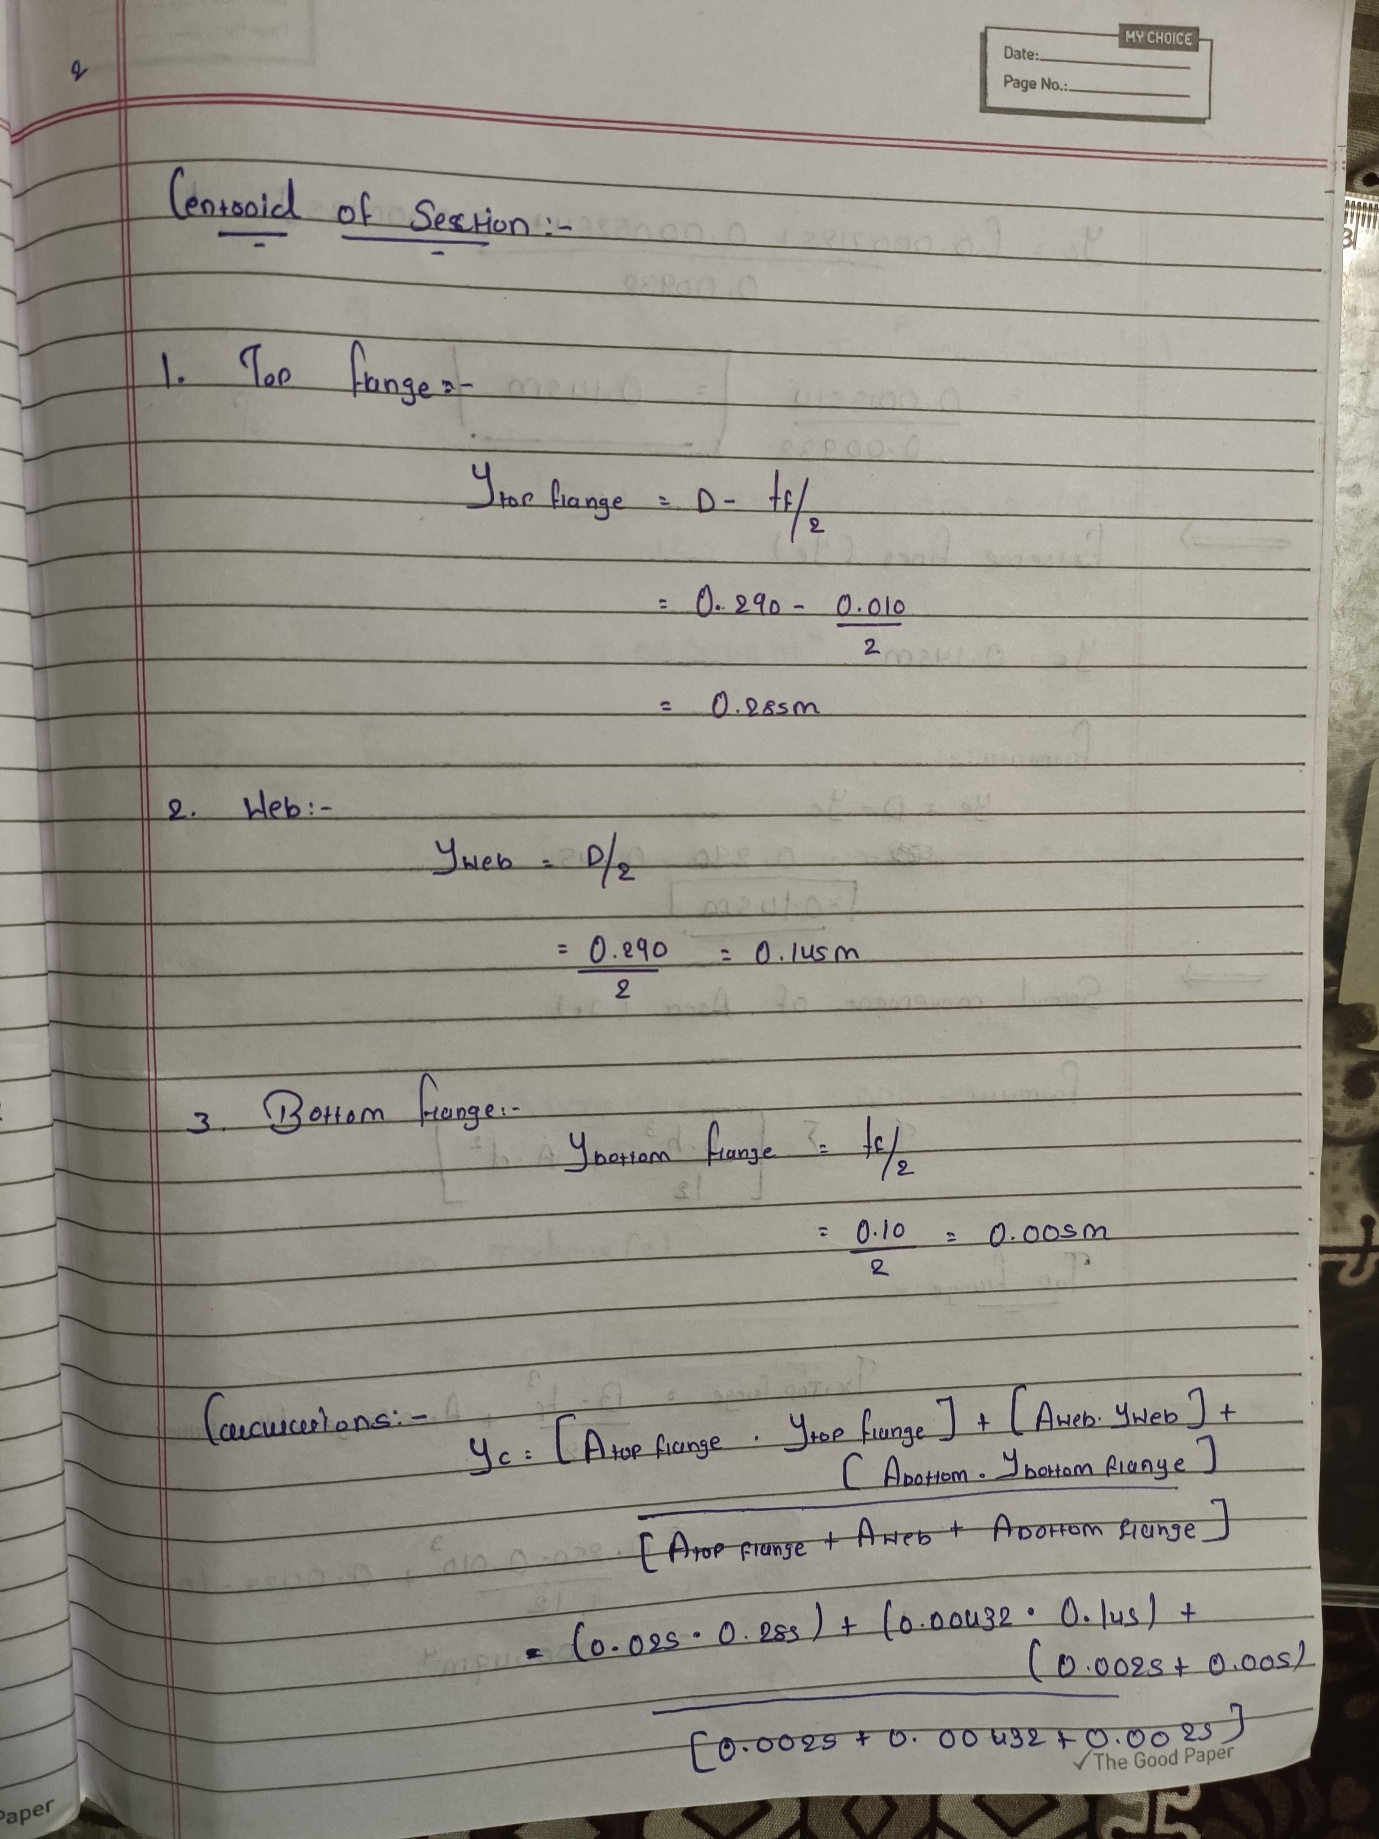 2
MY CHOICE
Date:
Page No.:
Centroid of Section :-
1. Top flange :-
Ytop flange = D - tf/2
= 0.290 - 0.010/2
= 0.285m
2. Web :-
Yweb = D/2
= 0.290/2 = 0.145m
3. Bottom flange :-
Ybottom flange = tf/2
= 0.10/2 = 0.005m
Calculations :-
Yc = [Atop flange . Ytop flange] + [Aweb . Yweb] +
[Abottom . Ybottom flange]
[Atop flange + Aweb + Abottom flange]
= (0.025 . 0.285) + (0.00432 . 0.145) +
(0.0025 + 0.005)
[0.0025 + 0.00432 + 0.0025]
The Good Paper
Paper